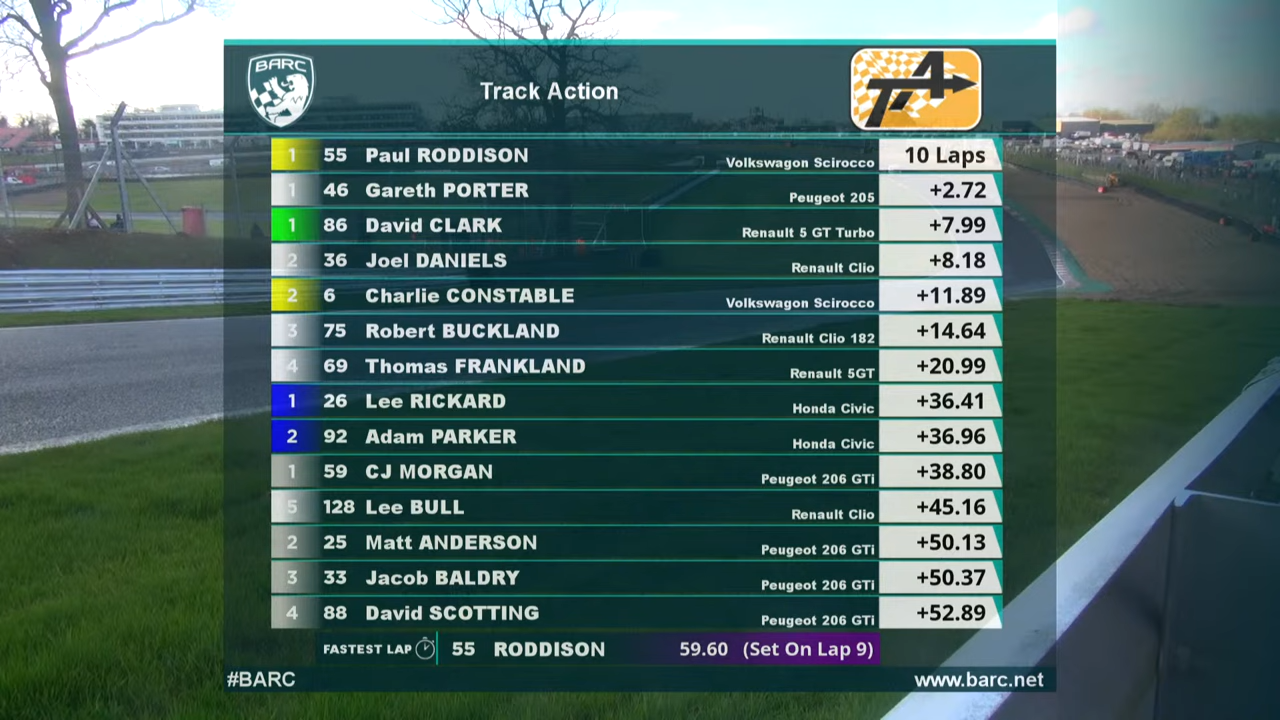 BARC
Track Action
TA
1 55 Paul RODDISON Volkswagon Scirocco 10 Laps
1 46 Gareth PORTER Peugeot 205 +2.72
1 86 David CLARK Renault 5 GT Turbo +7.99
2 36 Joel DANIELS Renault Clio +8.18
2 6 Charlie CONSTABLE Volkswagon Scirocco +11.89
3 75 Robert BUCKLAND Renault Clio 182 +14.64
4 69 Thomas FRANKLAND Renault 5GT +20.99
1 26 Lee RICKARD Honda Civic +36.41
2 92 Adam PARKER Honda Civic +36.96
1 59 CJ MORGAN Peugeot 206 GTi +38.80
5 128 Lee BULL Renault Clio +45.16
2 25 Matt ANDERSON Peugeot 206 GTi +50.13
3 33 Jacob BALDRY Peugeot 206 GTi +50.37
4 88 David SCOTTING Peugeot 206 GTi +52.89
FASTEST LAP 55 RODDISON 59.60 (Set On Lap 9)
#BARC www.barc.net